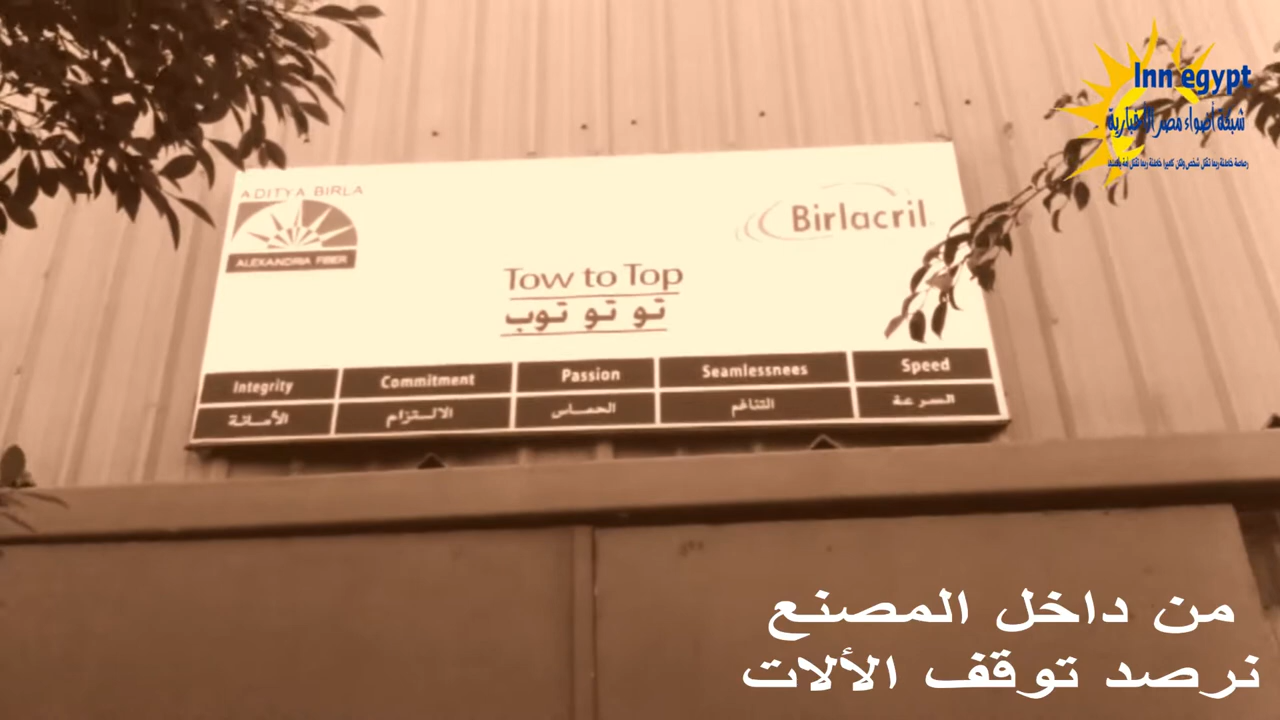 Inn egypt
شبكة أضواء مصر الأخبارية
ADITYA BIRLA
ALEXANDRIA FIBER
Birlacril
Tow to Top
تو تو توب
Integrity Commitment Passion Seamlessnees Speed
الأمانة الالتزام الحماس التناغم السرعة
من داخل المصنع
نرصد توقف الألات